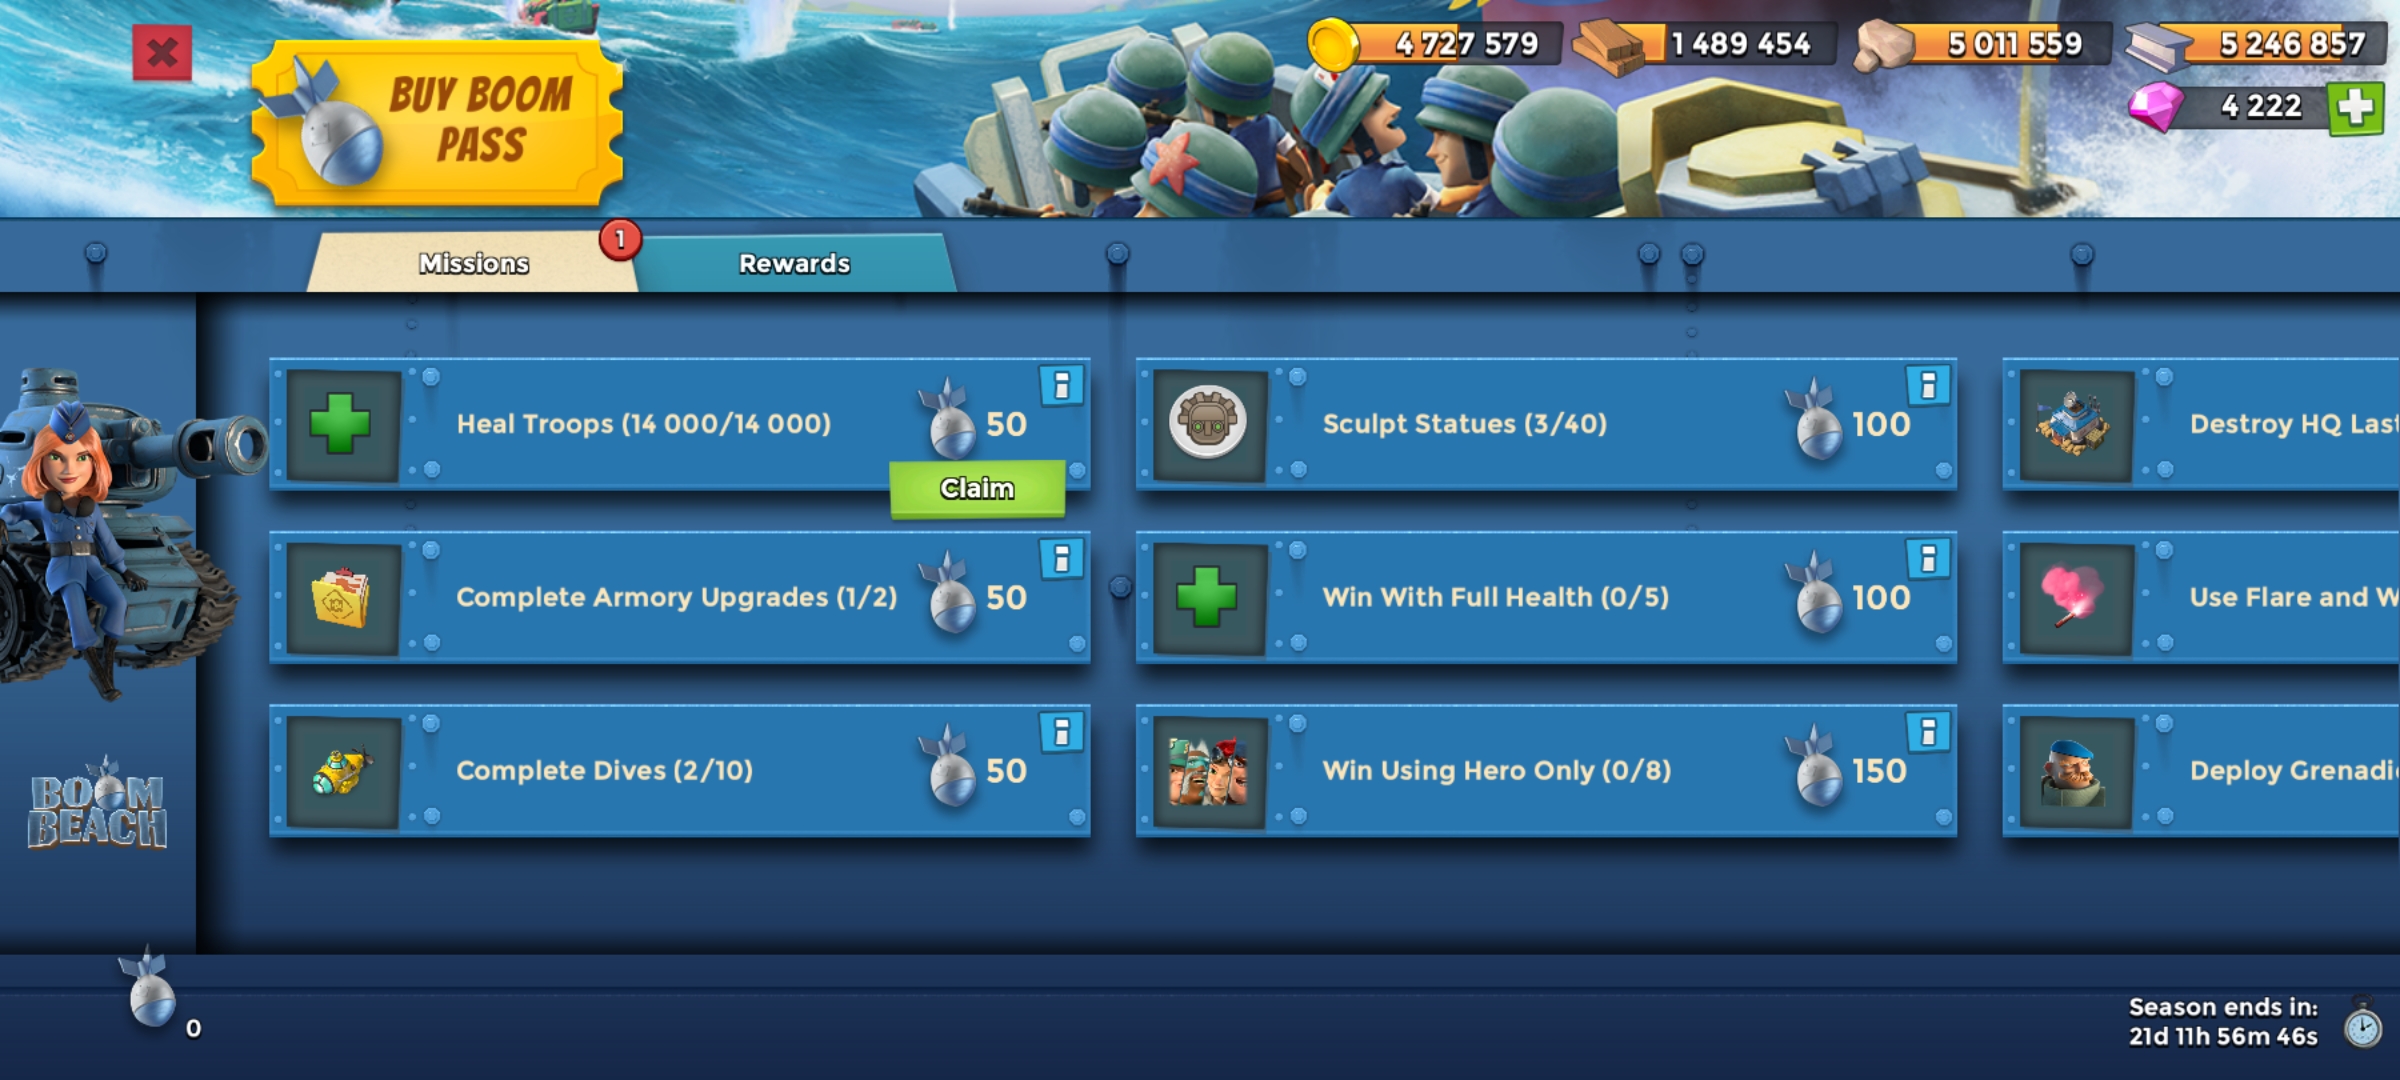 BUY BOOM
PASS
4 727 579
1 489 454
5 011 559
5 246 857
4 222
Missions
1
Rewards
Heal Troops (14 000/14 000)
50
Claim
Sculpt Statues (3/40)
100
Destroy HQ Last
Complete Armory Upgrades (1/2)
50
Win With Full Health (0/5)
100
Use Flare and W
Complete Dives (2/10)
50
Win Using Hero Only (0/8)
150
Deploy Grenadi
BOOM
BEACH
0
Season ends in:
21d 11h 56m 46s